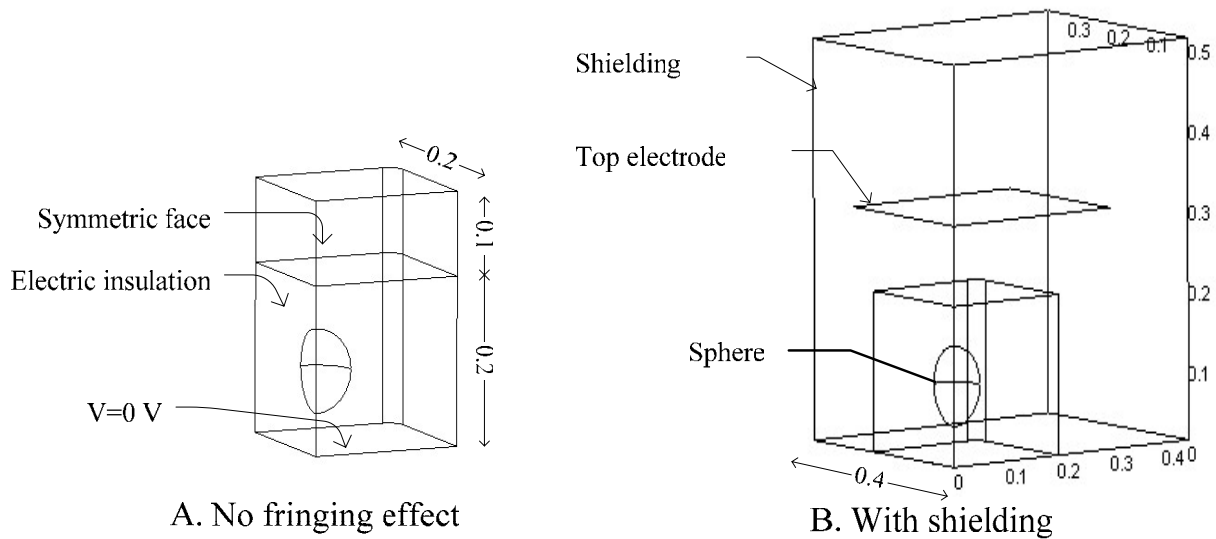 0.2
Symmetric face
0.1
Electric insulation
0.2
V=0 V
A. No fringing effect
0.3
0.2
0.1
0.5
Shielding
0.4
Top electrode
0.3
0.2
Sphere
0.1
0
0.4
0.3
0.2
0.1
0
0.4
B. With shielding